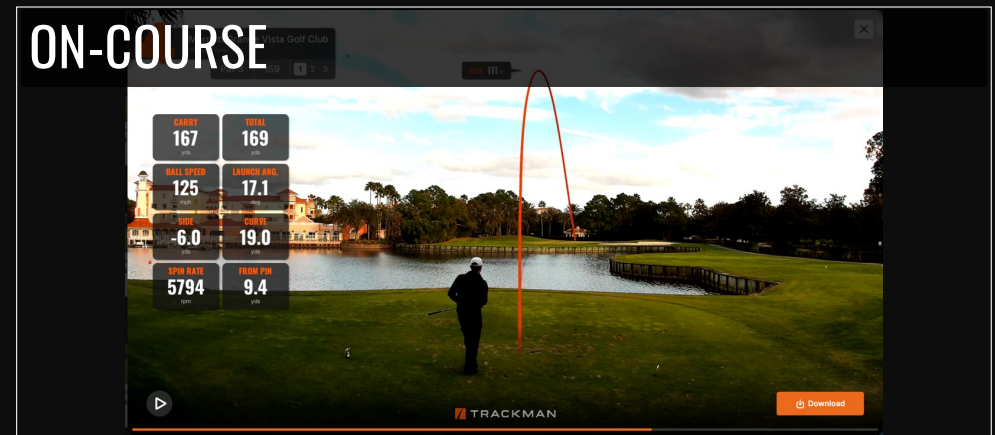 ON-COURSE
Vista Golf Club
1 2 3
111
CARRY TOTAL
167 169
yds yds
BALL SPEED LAUNCH ANG.
125 17.1
mph deg
SIDE CURVE
-6.0 19.0
yds yds
SPIN RATE FROM PIN
5794 9.4
rpm yds
TRACKMAN
Download